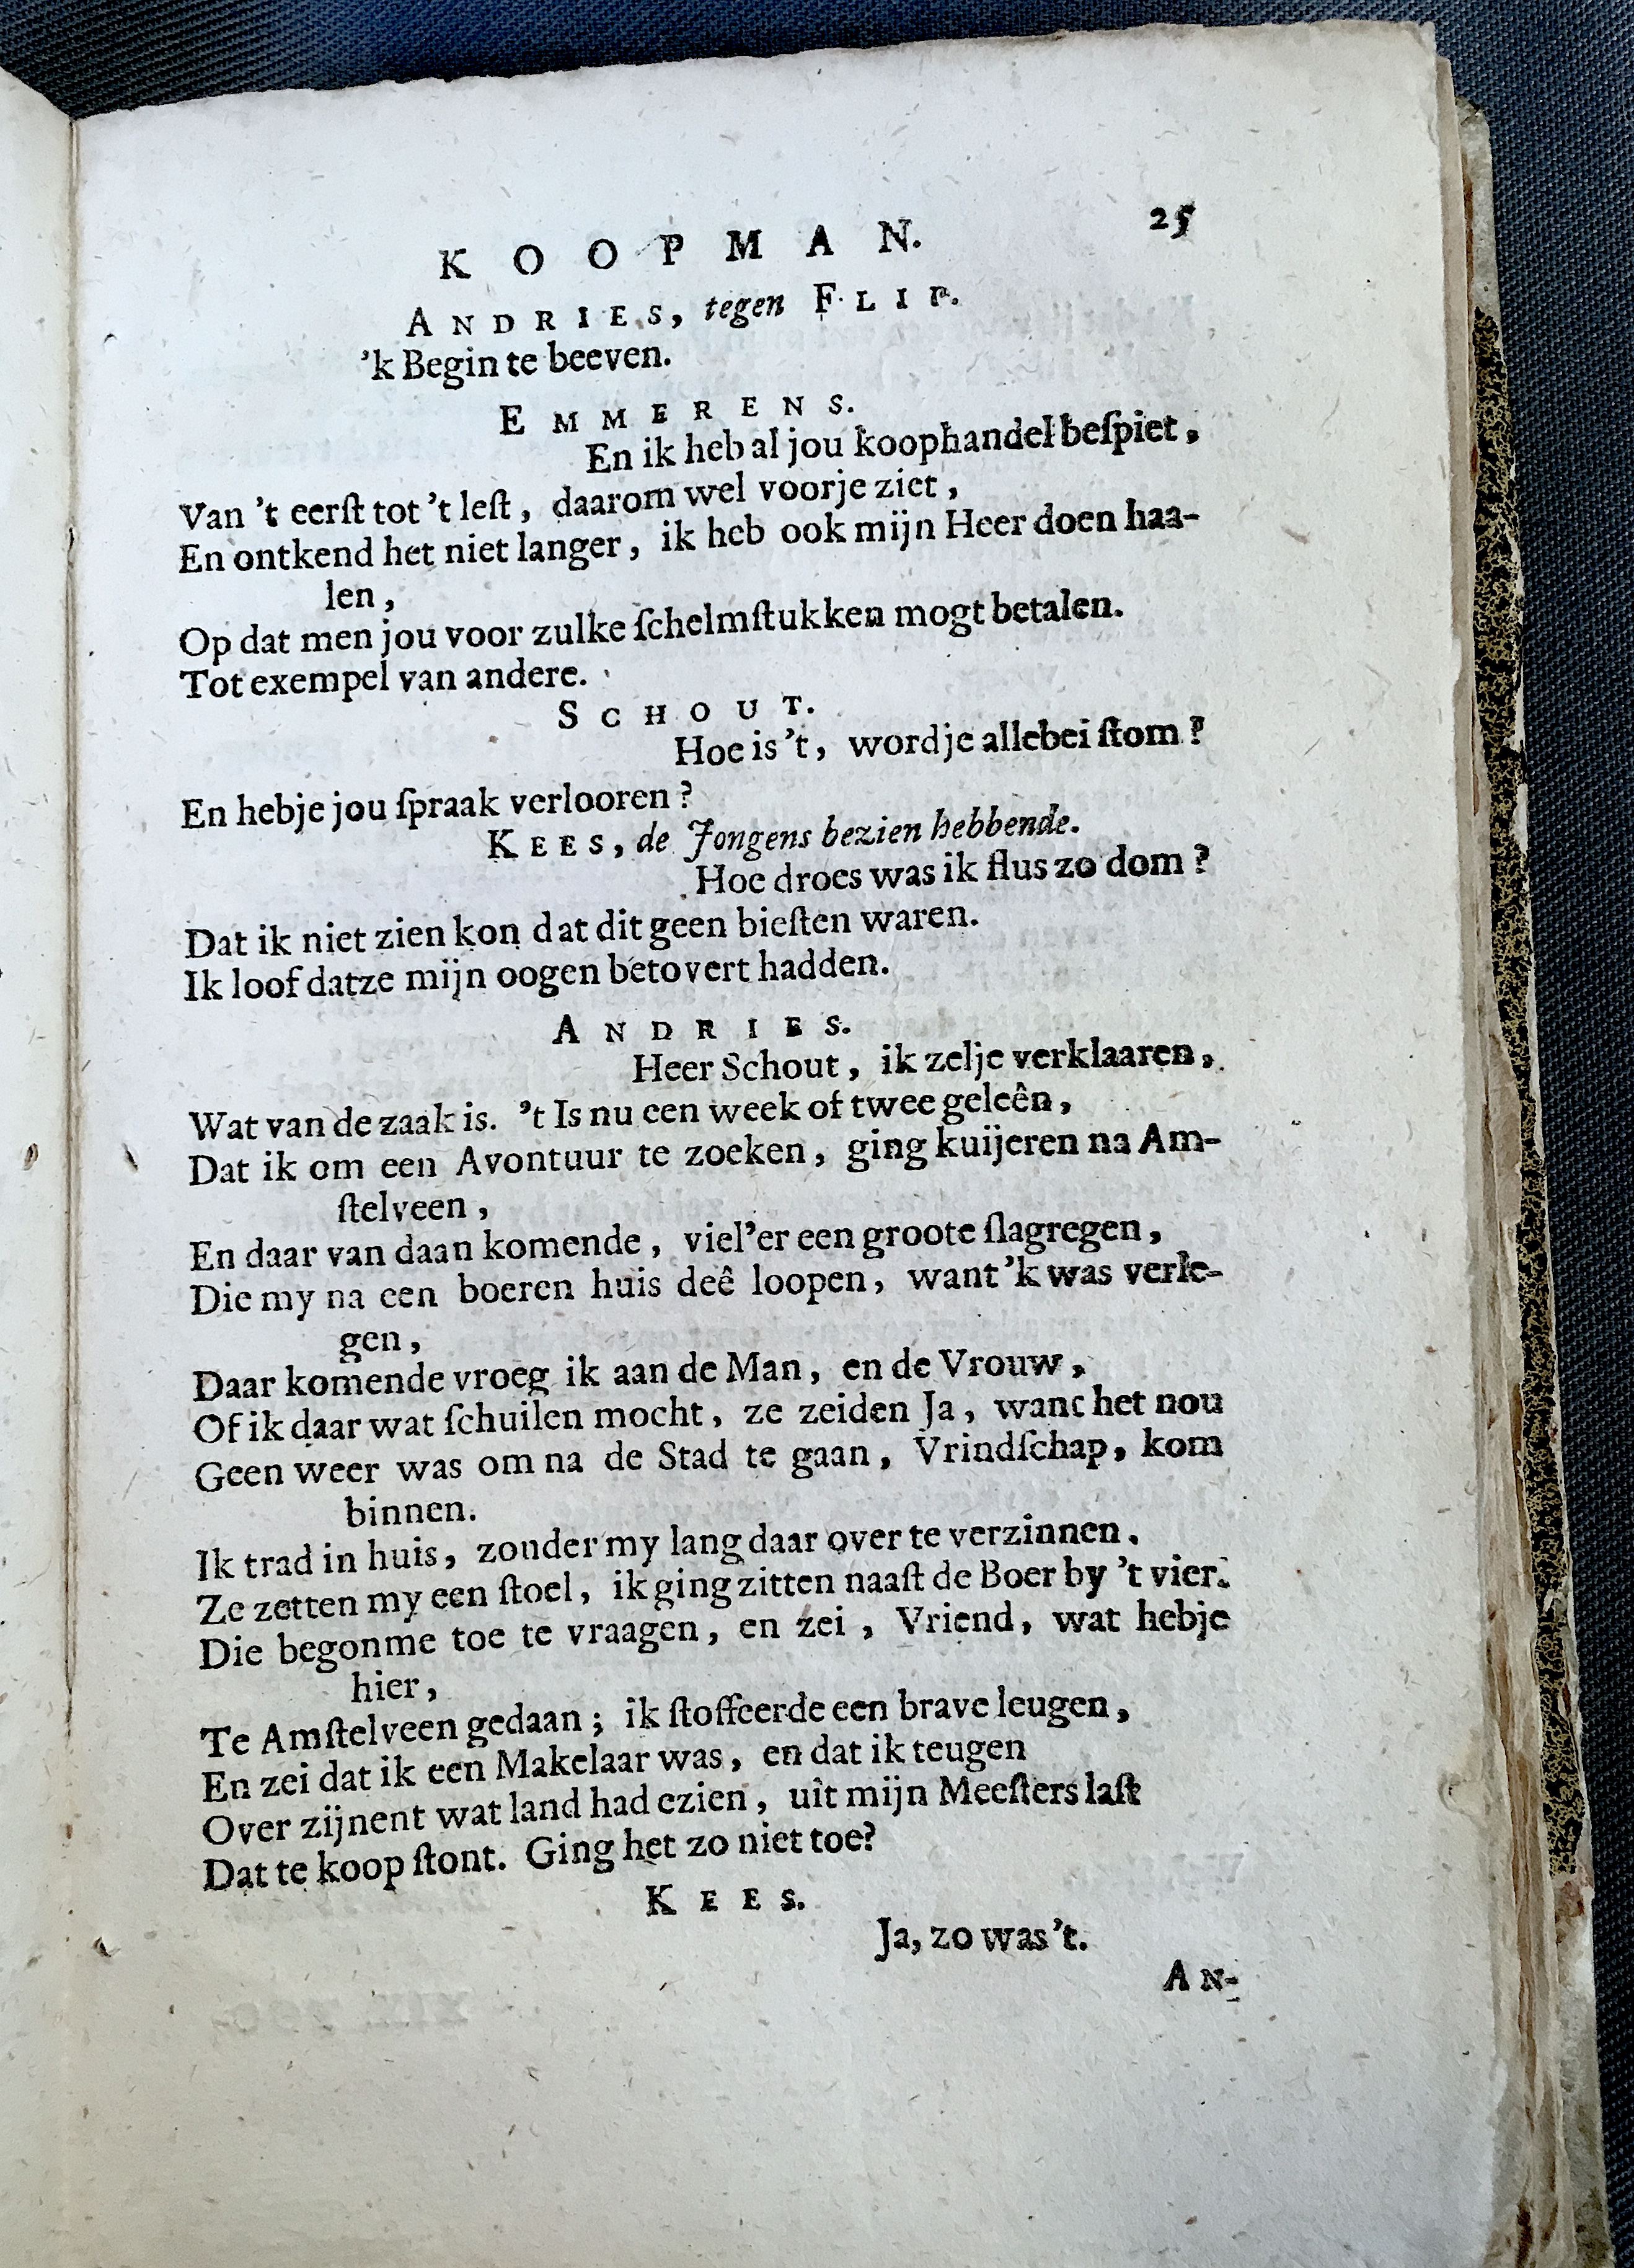 KOOPMAN. 25
ANDRIES, tegen FLIP.
'k Begin te beeven.
EMMERENS.
En ik heb al jou koophandel beſpiet,
Van 't eerſt tot 't leſt, daarom wel voorje ziet,
En ontkend het niet langer, ik heb ook mijn Heer doen haa-
len,
Op dat men jou voor zulke ſchelmſtukken mogt betalen.
Tot exempel van andere.
SCHOUT.
Hoe is 't, wordje allebei ſtom?
En hebje jou ſpraak verlooren?
KEES, de Jongens bezien hebbende.
Hoe droes was ik flus zo dom?
Dat ik niet zien kon dat dit geen bieſten waren.
Ik loof datze mijn oogen betovert hadden.
ANDRIES.
Heer Schout, ik zelje verklaaren,
Wat van de zaak is. 't Is nu een week of twee geleên,
Dat ik om een Avontuur te zoeken, ging kuijeren na Am-
ſtelveen,
En daar van daan komende, viel'er een groote ſlagregen,
Die my na een boeren huis deê loopen, want 'k was verle-
gen,
Daar komende vroeg ik aan de Man, en de Vrouw,
Of ik daar wat ſchuilen mocht, ze zeiden Ja, want het nou
Geen weer was om na de Stad te gaan, Vrindſchap, kom
binnen.
Ik trad in huis, zonder my lang daar over te verzinnen.
Ze zetten my een ſtoel, ik ging zitten naaſt de Boer by 't vier.
Die begonme toe te vraagen, en zei, Vriend, wat hebje
hier,
Te Amſtelveen gedaan; ik ſtoffeerde een brave leugen,
En zei dat ik een Makelaar was, en dat ik teugen
Over zijnent wat land had ezien, uit mijn Meeſters laſt
Dat te koop ſtont. Ging het zo niet toe?
KEES.
Ja, zo was 't.
AN-